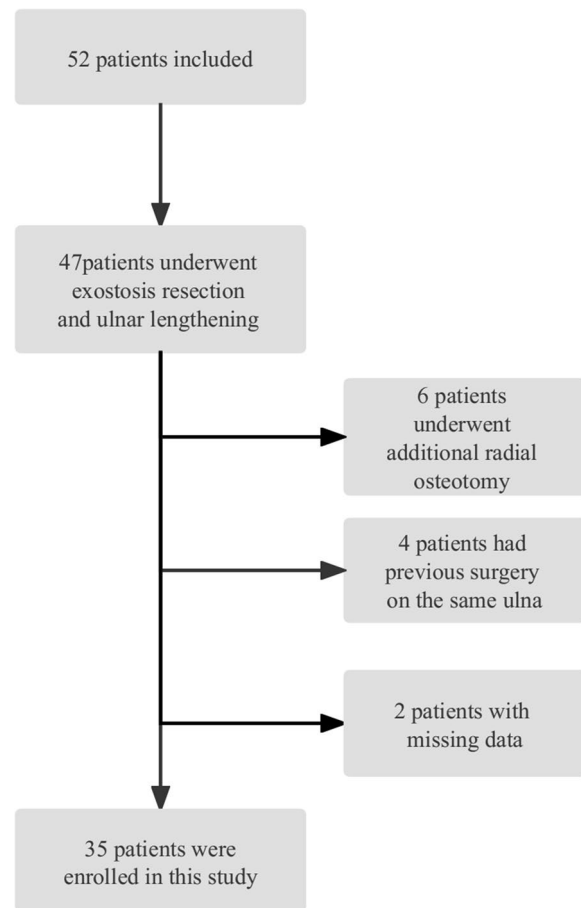 52 patients included
47patients underwent
exostosis resection
and ulnar lengthening
6 patients
underwent
additional radial
osteotomy
4 patients had
previous surgery
on the same ulna
2 patients with
missing data
35 patients were
enrolled in this study